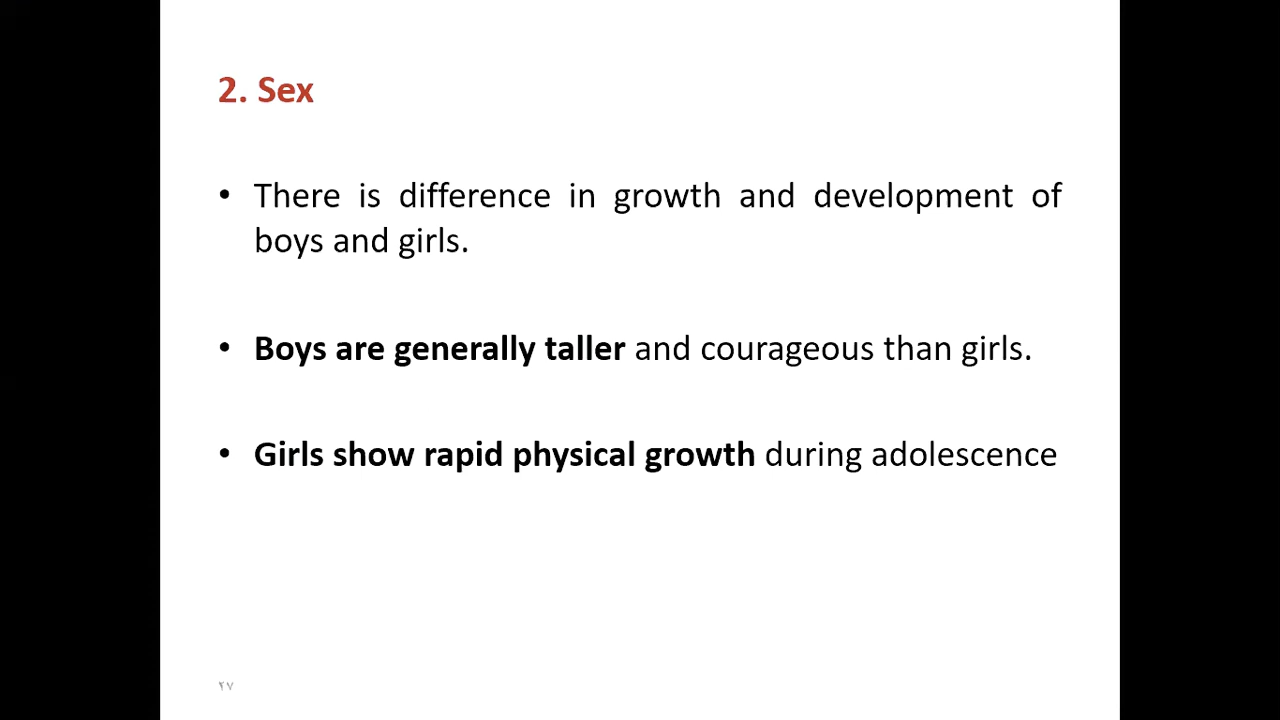 2. Sex
• There is difference in growth and development of
boys and girls.
• Boys are generally taller and courageous than girls.
• Girls show rapid physical growth during adolescence
۲۷